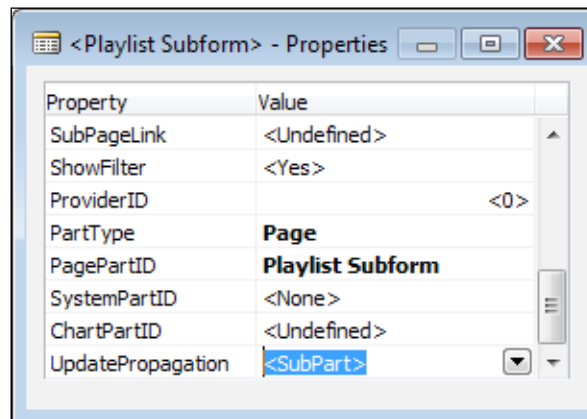 <Playlist Subform> - Properties
Property Value
SubPageLink <Undefined>
ShowFilter <Yes>
ProviderID <0>
PartType Page
PagePartID Playlist Subform
SystemPartID <None>
ChartPartID <Undefined>
UpdatePropagation <SubPart>